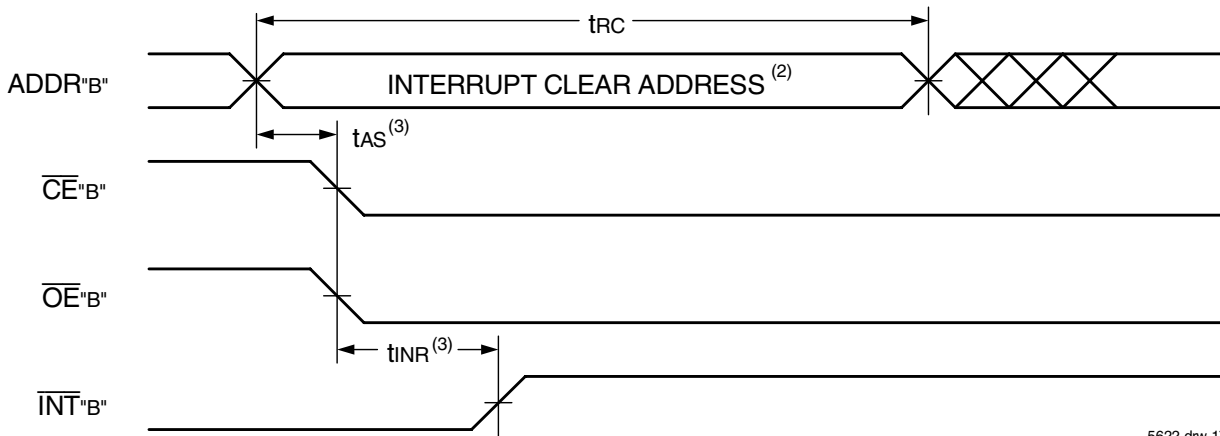 tRC
ADDR"B"
INTERRUPT CLEAR ADDRESS (2)
tAS (3)
CE"B"
OE"B"
tINR (3)
INT"B"